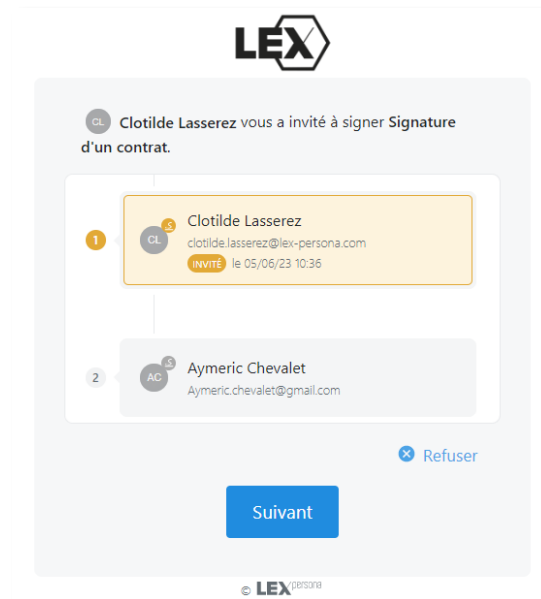 LEX
CL Clotilde Lasserez vous a invité à signer Signature
d'un contrat.
1
CL
Clotilde Lasserez
clotilde.lasserez@lex-persona.com
INVITÉ le 05/06/23 10:36
2
AC
Aymeric Chevalet
Aymeric.chevalet@gmail.com
Refuser
Suivant
© LEX persona